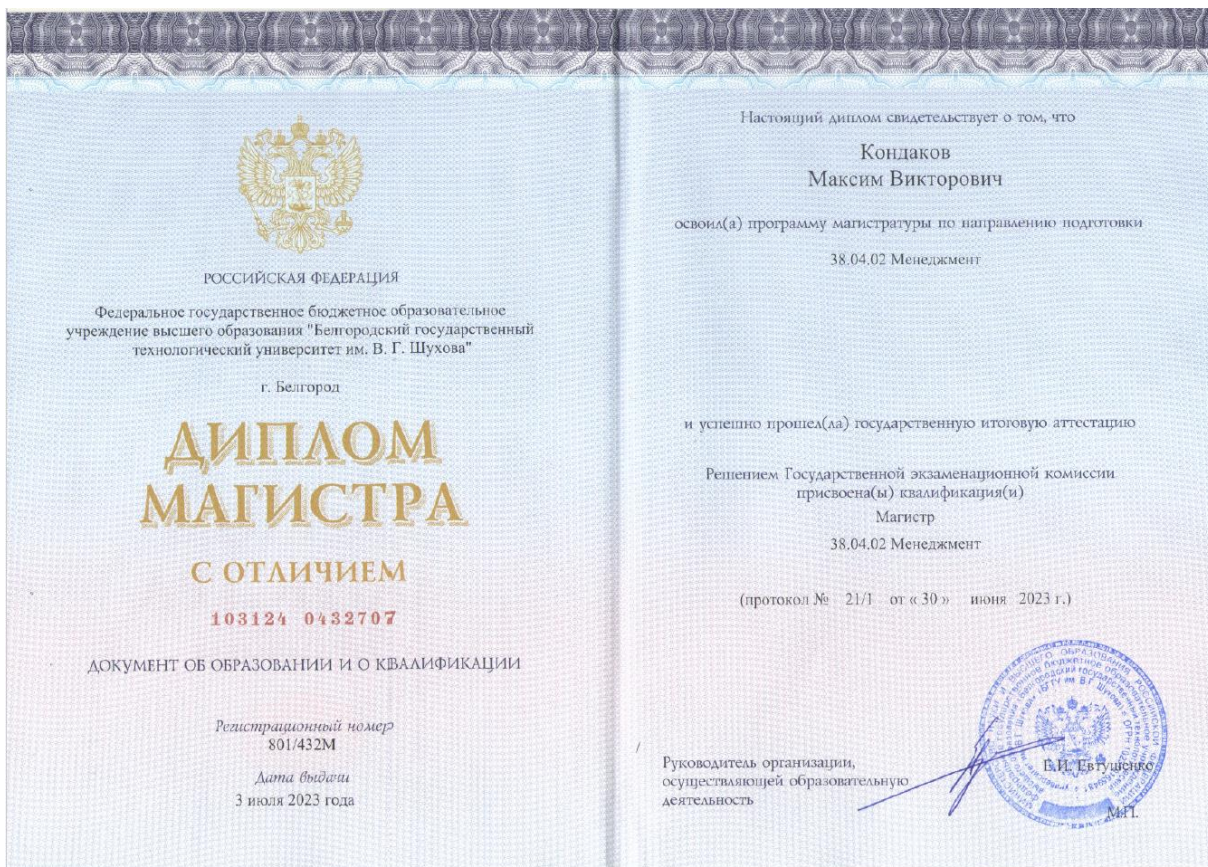 РОССИЙСКАЯ ФЕДЕРАЦИЯ
Федерального государственное бюджетное образовательное
учреждение высшего образования "Белгородский государственный
технологический университет им. В. Г. Шухова"
г. Белгород
ДИПЛОМ
МАГИСТРА
С ОТЛИЧИЕМ
103124 0432707
ДОКУМЕНТ ОБ ОБРАЗОВАНИИ И О КВАЛИФИКАЦИИ
Регистрационный номер
801/432М
Дата выдачи
3 июля 2023 года
Настоящий диплом свидетельствует о том, что
Кондаков
Максим Викторович
освоил(а) программу магистратуры по направлению подготовки
38.04.02 Менеджмент
и успешно прошел(ла) государственную итоговую аттестацию
Решением Государственной экзаменационной комиссии
присвоена(ы) квалификация(и)
Магистр
38.04.02 Менеджмент
(протокол № 21/1 от « 30 » июня 2023 г.)
Руководитель организации,
осуществляющей образовательную
деятельность
Е.И. Евтушенко
М.П.